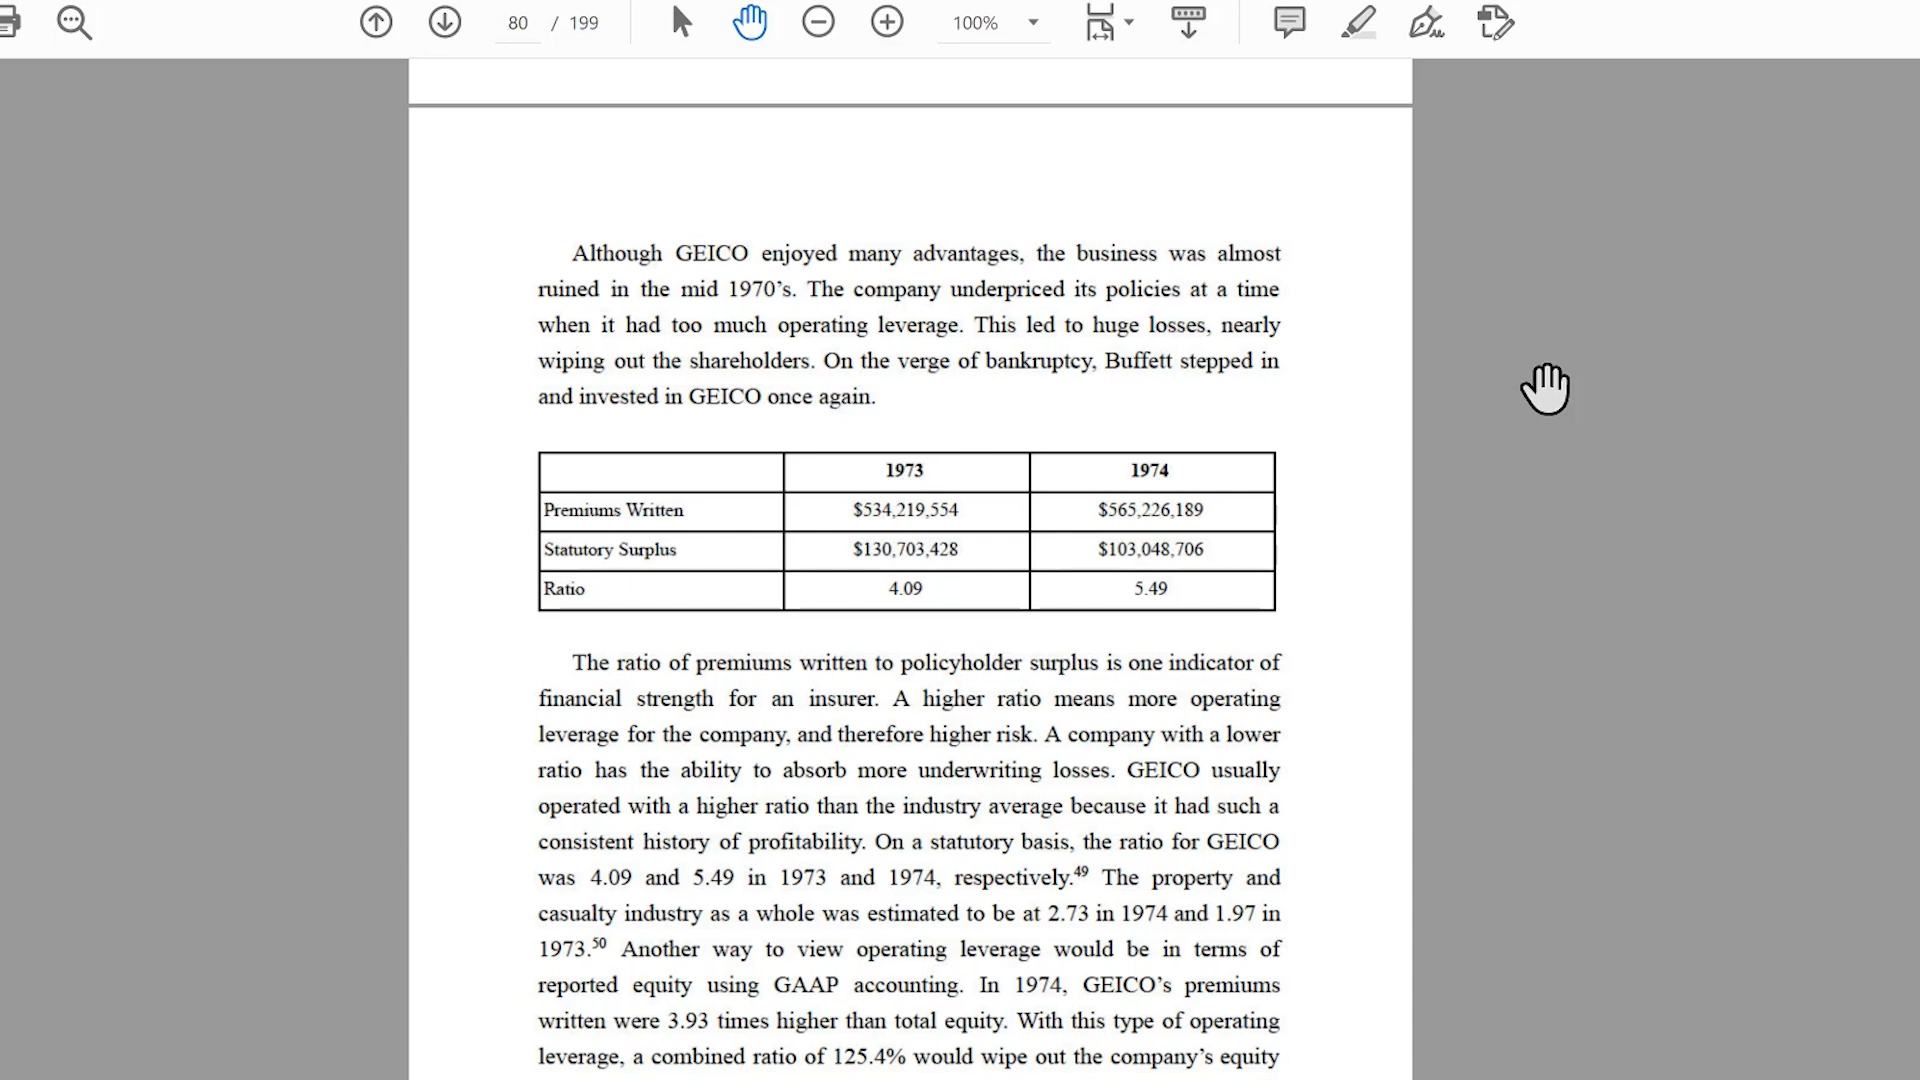 80 / 199 100%
Although GEICO enjoyed many advantages, the business was almost
ruined in the mid 1970’s. The company underpriced its policies at a time
when it had too much operating leverage. This led to huge losses, nearly
wiping out the shareholders. On the verge of bankruptcy, Buffett stepped in
and invested in GEICO once again.
1973 1974
Premiums Written $534,219,554 $565,226,189
Statutory Surplus $130,703,428 $103,048,706
Ratio 4.09 5.49
The ratio of premiums written to policyholder surplus is one indicator of
financial strength for an insurer. A higher ratio means more operating
leverage for the company, and therefore higher risk. A company with a lower
ratio has the ability to absorb more underwriting losses. GEICO usually
operated with a higher ratio than the industry average because it had such a
consistent history of profitability. On a statutory basis, the ratio for GEICO
was 4.09 and 5.49 in 1973 and 1974, respectively.49 The property and
casualty industry as a whole was estimated to be at 2.73 in 1974 and 1.97 in
1973.50 Another way to view operating leverage would be in terms of
reported equity using GAAP accounting. In 1974, GEICO’s premiums
written were 3.93 times higher than total equity. With this type of operating
leverage, a combined ratio of 125.4% would wipe out the company’s equity